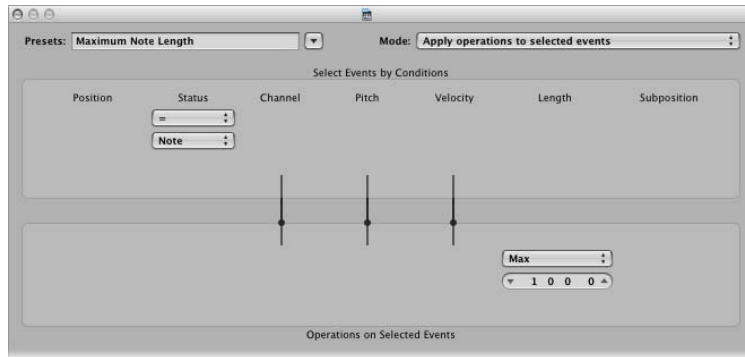 Presets: Maximum Note Length Mode: Apply operations to selected events
Select Events by Conditions
Position Status Channel Pitch Velocity Length Subposition
=
Note
Max
1 0 0 0
Operations on Selected Events